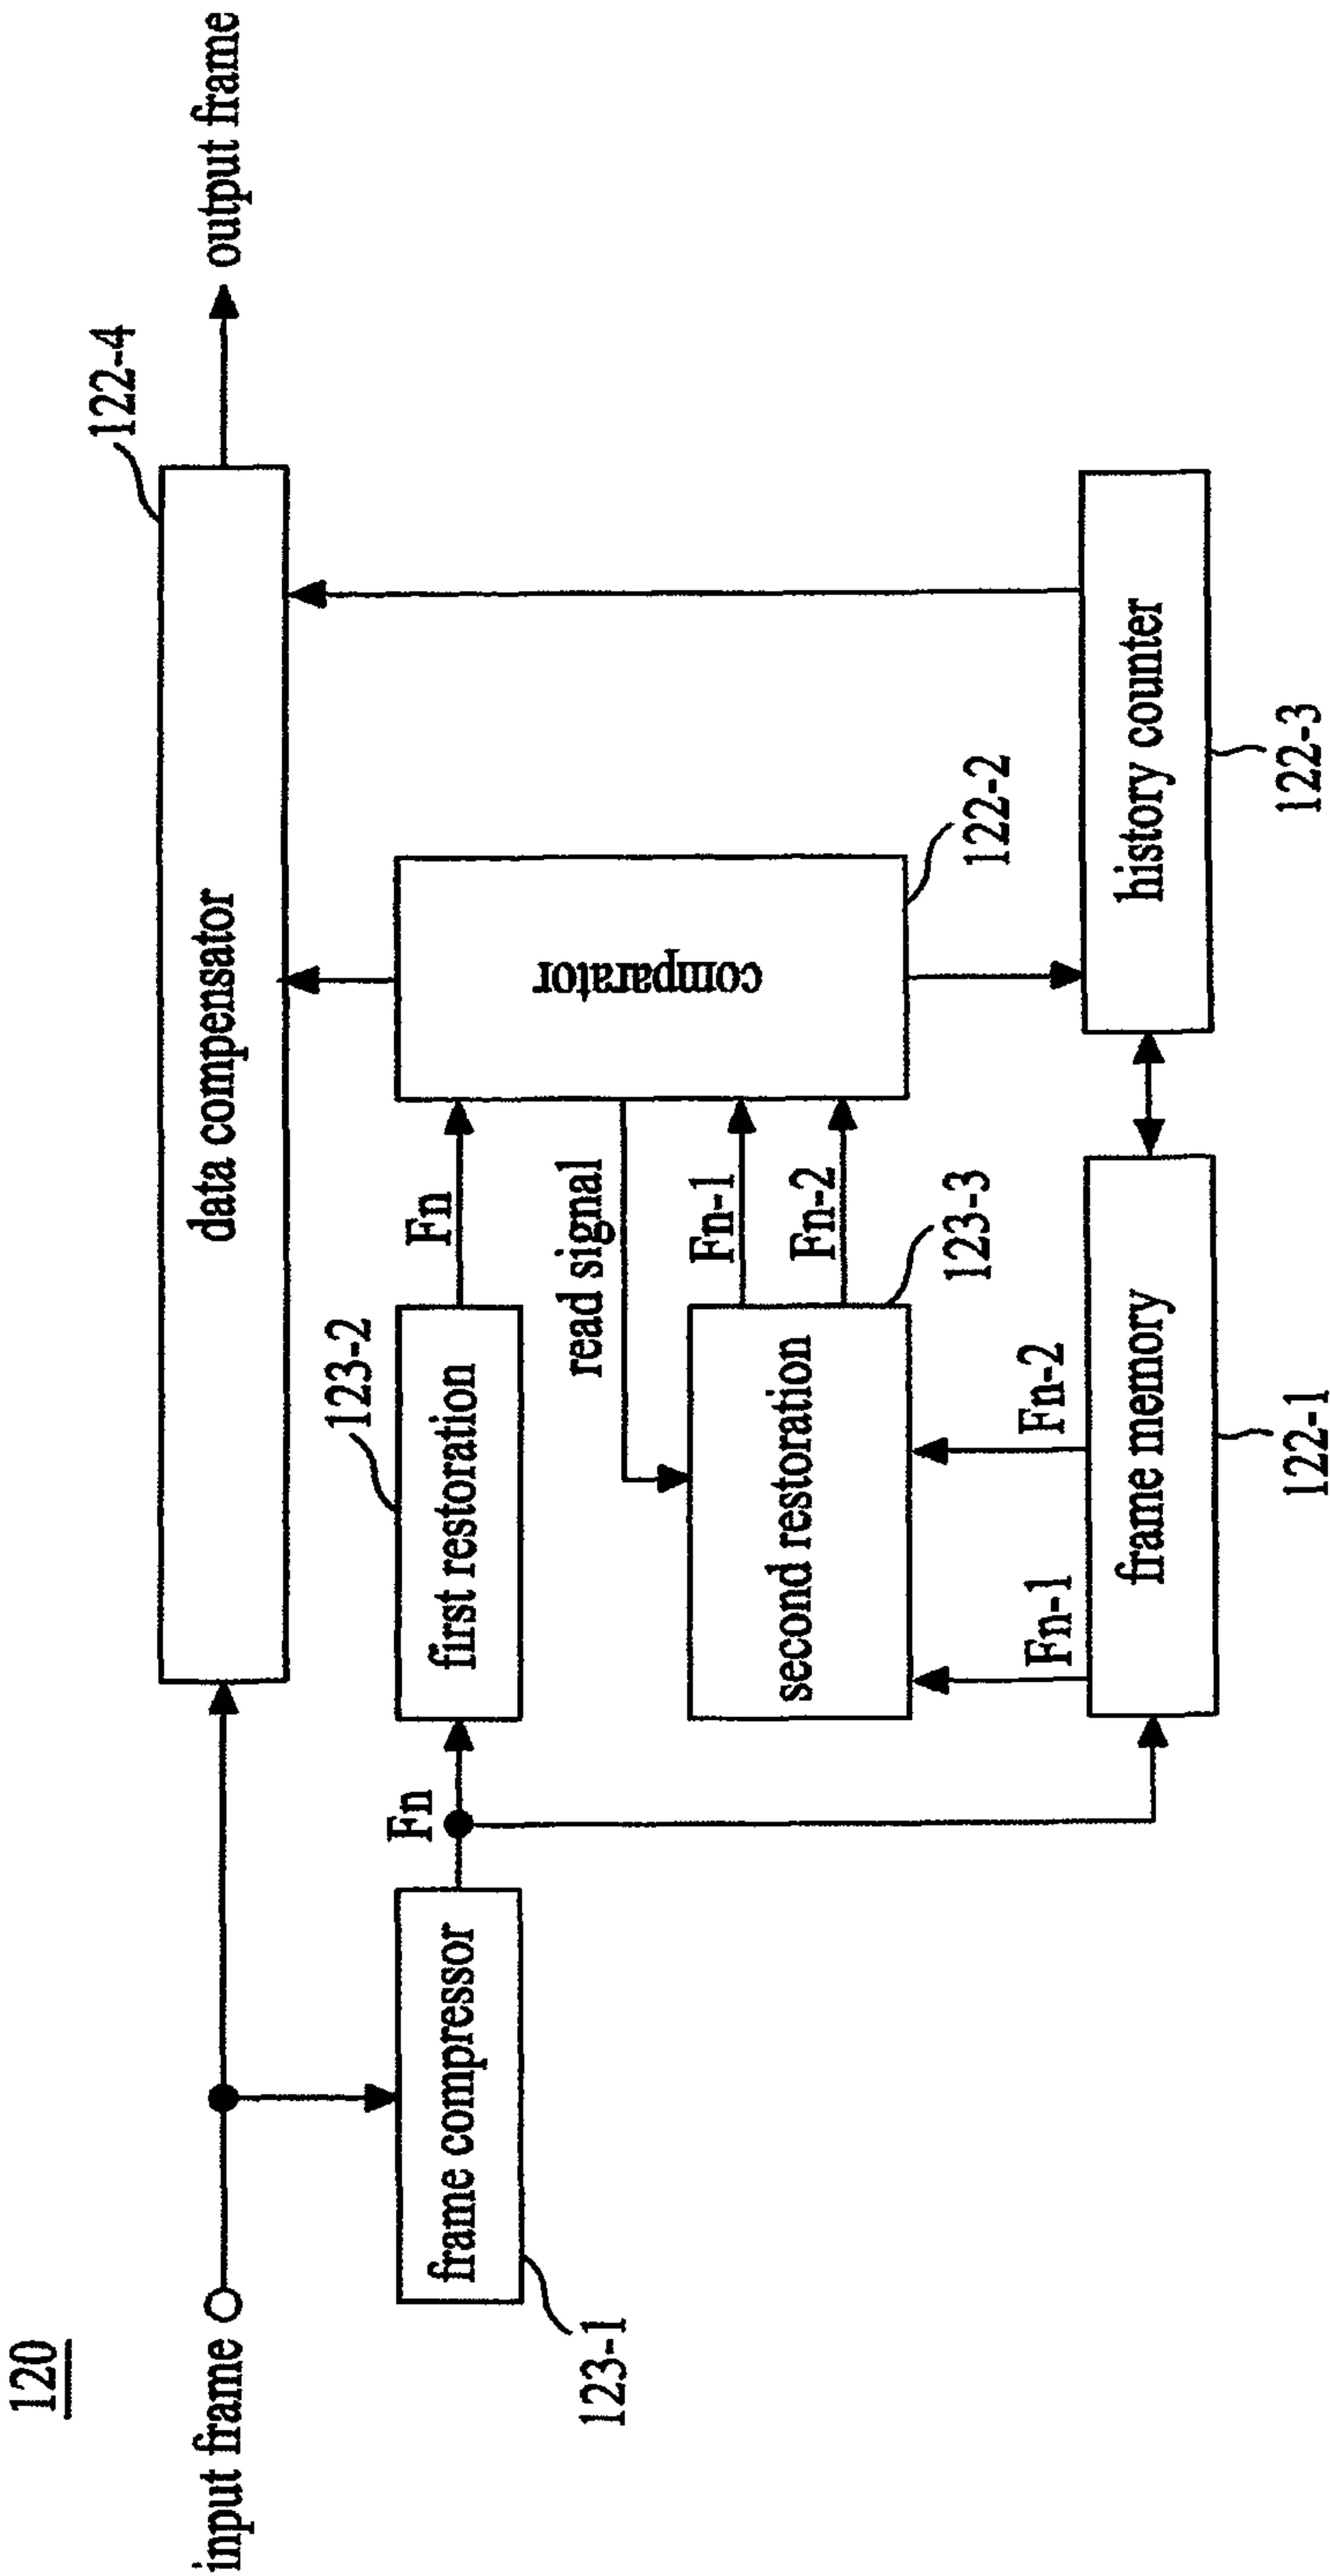 120
input frame
output frame
122-4
data compensator
frame compressor
123-1
Fn
first restoration
123-2
Fn
comparator
122-2
read signal
Fn-1
Fn-2
second restoration
123-3
Fn-1
Fn-2
frame memory
122-1
history counter
122-3